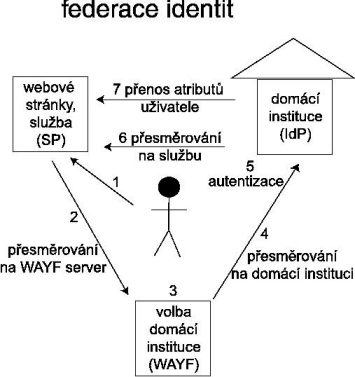 federace identit
webové
stránky,
služba
(SP)
7 přenos atributů
uživatele
6 přesměrování
na službu
domácí
instituce
(IdP)
5
autentizace
1
2
přesměrování
na WAYF server
4
přesměrování
na domácí instituci
3
volba
domácí
instituce
(WAYF)